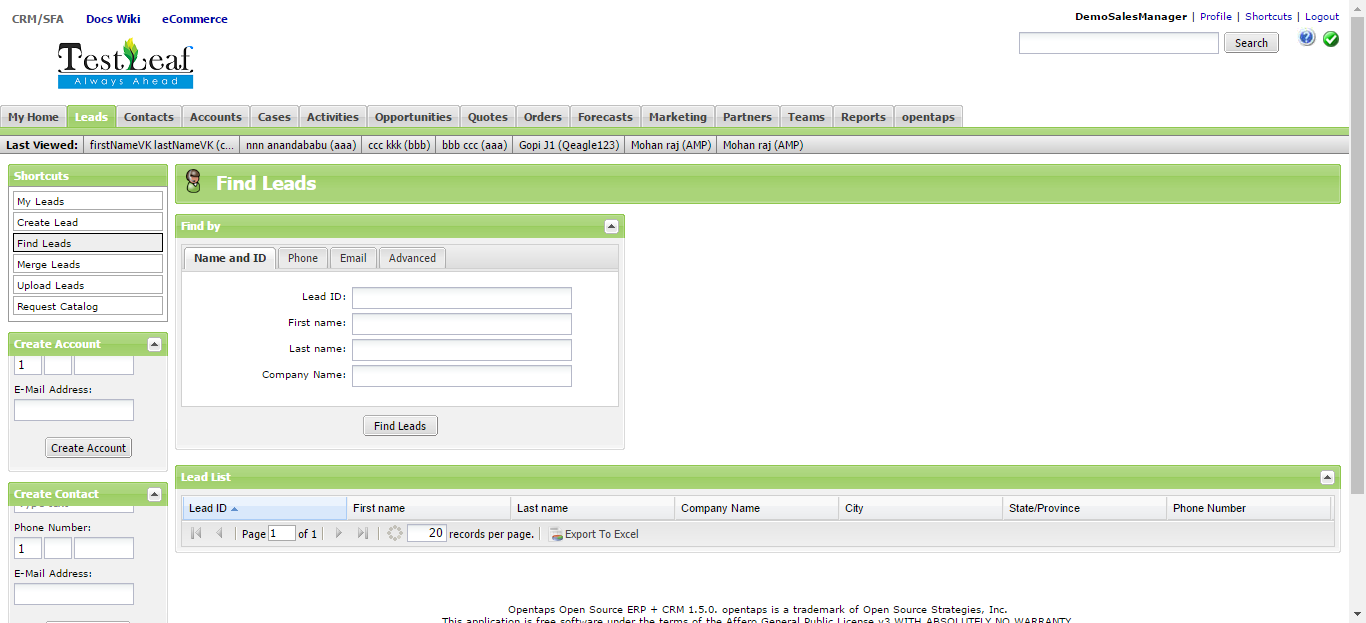 CRM/SFA Docs Wiki eCommerce
DemoSalesManager | Profile | Shortcuts | Logout
TestLeaf
Always Ahead
Search
My Home Leads Contacts Accounts Cases Activities Opportunities Quotes Orders Forecasts Marketing Partners Teams Reports opentaps
Last Viewed: firstNameVK lastNameVK (c... nnn anandababu (aaa) ccc kkk (bbb) bbb ccc (aaa) Gopi J1 (Qeagle123) Mohan raj (AMP) Mohan raj (AMP)
Shortcuts
My Leads
Create Lead
Find Leads
Merge Leads
Upload Leads
Request Catalog
Create Account
1
E-Mail Address:
Create Account
Create Contact
Phone Number:
1
E-Mail Address:
Find Leads
Find by
Name and ID Phone Email Advanced
Lead ID:
First name:
Last name:
Company Name:
Find Leads
Lead List
Lead ID First name Last name Company Name City State/Province Phone Number
Page 1 of 1 20 records per page. Export To Excel
Opentaps Open Source ERP + CRM 1.5.0. opentaps is a trademark of Open Source Strategies, Inc.
This application is free software under the terms of the Affero General Public License v3 WITH ABSOLUTELY NO WARRANTY